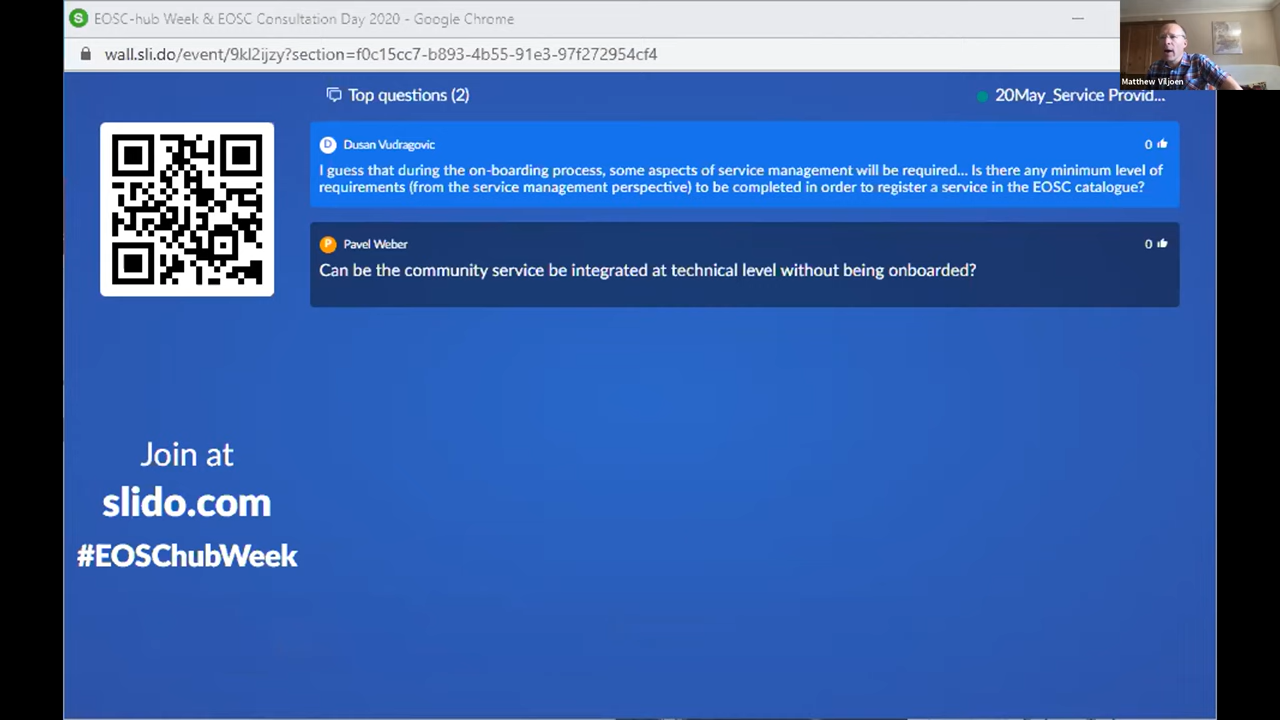 EOSC-hub Week & EOSC Consultation Day 2020 - Google Chrome
wall.sli.do/event/9kl2ijzy?section=f0c15cc7-b893-4b55-91e3-97f272954cf4
Matthew Viljoen
Top questions (2)
20May_Service Provid...
D Dusan Vudragovic 0
I guess that during the on-boarding process, some aspects of service management will be required... Is there any minimum level of
requirements (from the service management perspective) to be completed in order to register a service in the EOSC catalogue?
P Pavel Weber 0
Can be the community service be integrated at technical level without being onboarded?
Join at
slido.com
#EOSChubWeek